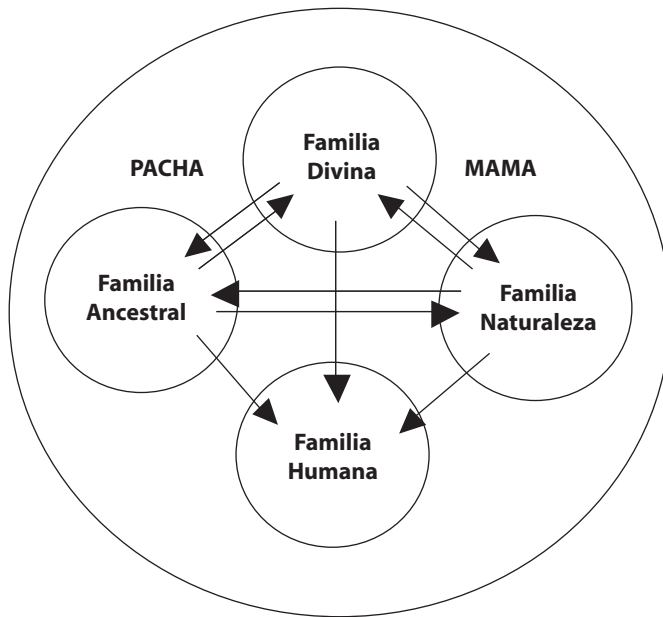 Familia
Divina
PACHA
MAMA
Familia
Ancestral
Familia
Naturaleza
Familia
Humana